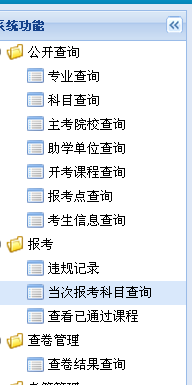 系统功能
公开查询
专业查询
科目查询
主考院校查询
助学单位查询
开考课程查询
报考点查询
考生信息查询
报考
违规记录
当次报考科目查询
查看已通过课程
查卷管理
查卷结果查询